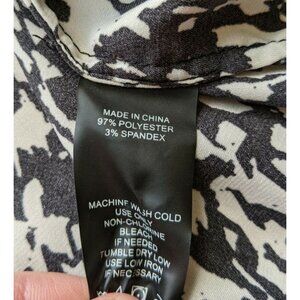 MADE IN CHINA
97% POLYESTER
3% SPANDEX
MACHINE WASH COLD
USE ONLY
NON-CHLORINE
BLEACH
IF NEEDED
TUMBLE DRY LOW
USE LOW IRON
IF NECESSARY